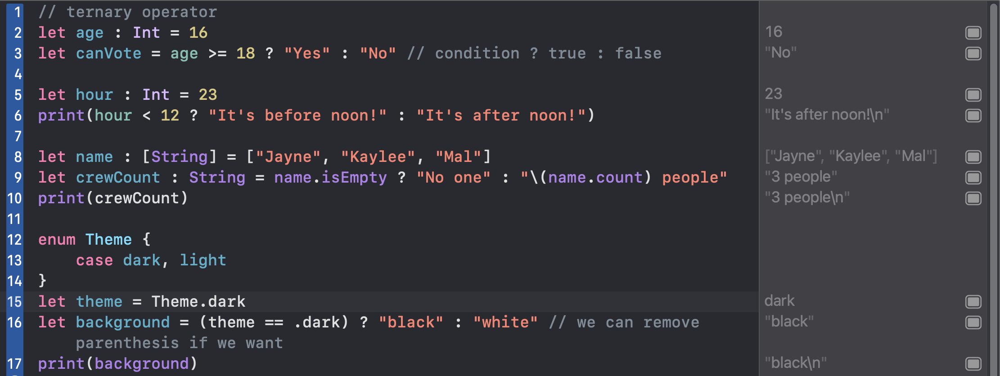 1 // ternary operator
2 let age : Int = 16 16
3 let canVote = age >= 18 ? "Yes" : "No" // condition ? true : false "No"
4
5 let hour : Int = 23 23
6 print(hour < 12 ? "It's before noon!" : "It's after noon!") "It's after noon!\n"
7
8 let name : [String] = ["Jayne", "Kaylee", "Mal"] ["Jayne", "Kaylee", "Mal"]
9 let crewCount : String = name.isEmpty ? "No one" : "\(name.count) people" "3 people"
10 print(crewCount) "3 people\n"
11
12 enum Theme {
13     case dark, light
14 }
15 let theme = Theme.dark dark
16 let background = (theme == .dark) ? "black" : "white" // we can remove "black"
    parenthesis if we want
17 print(background) "black\n"